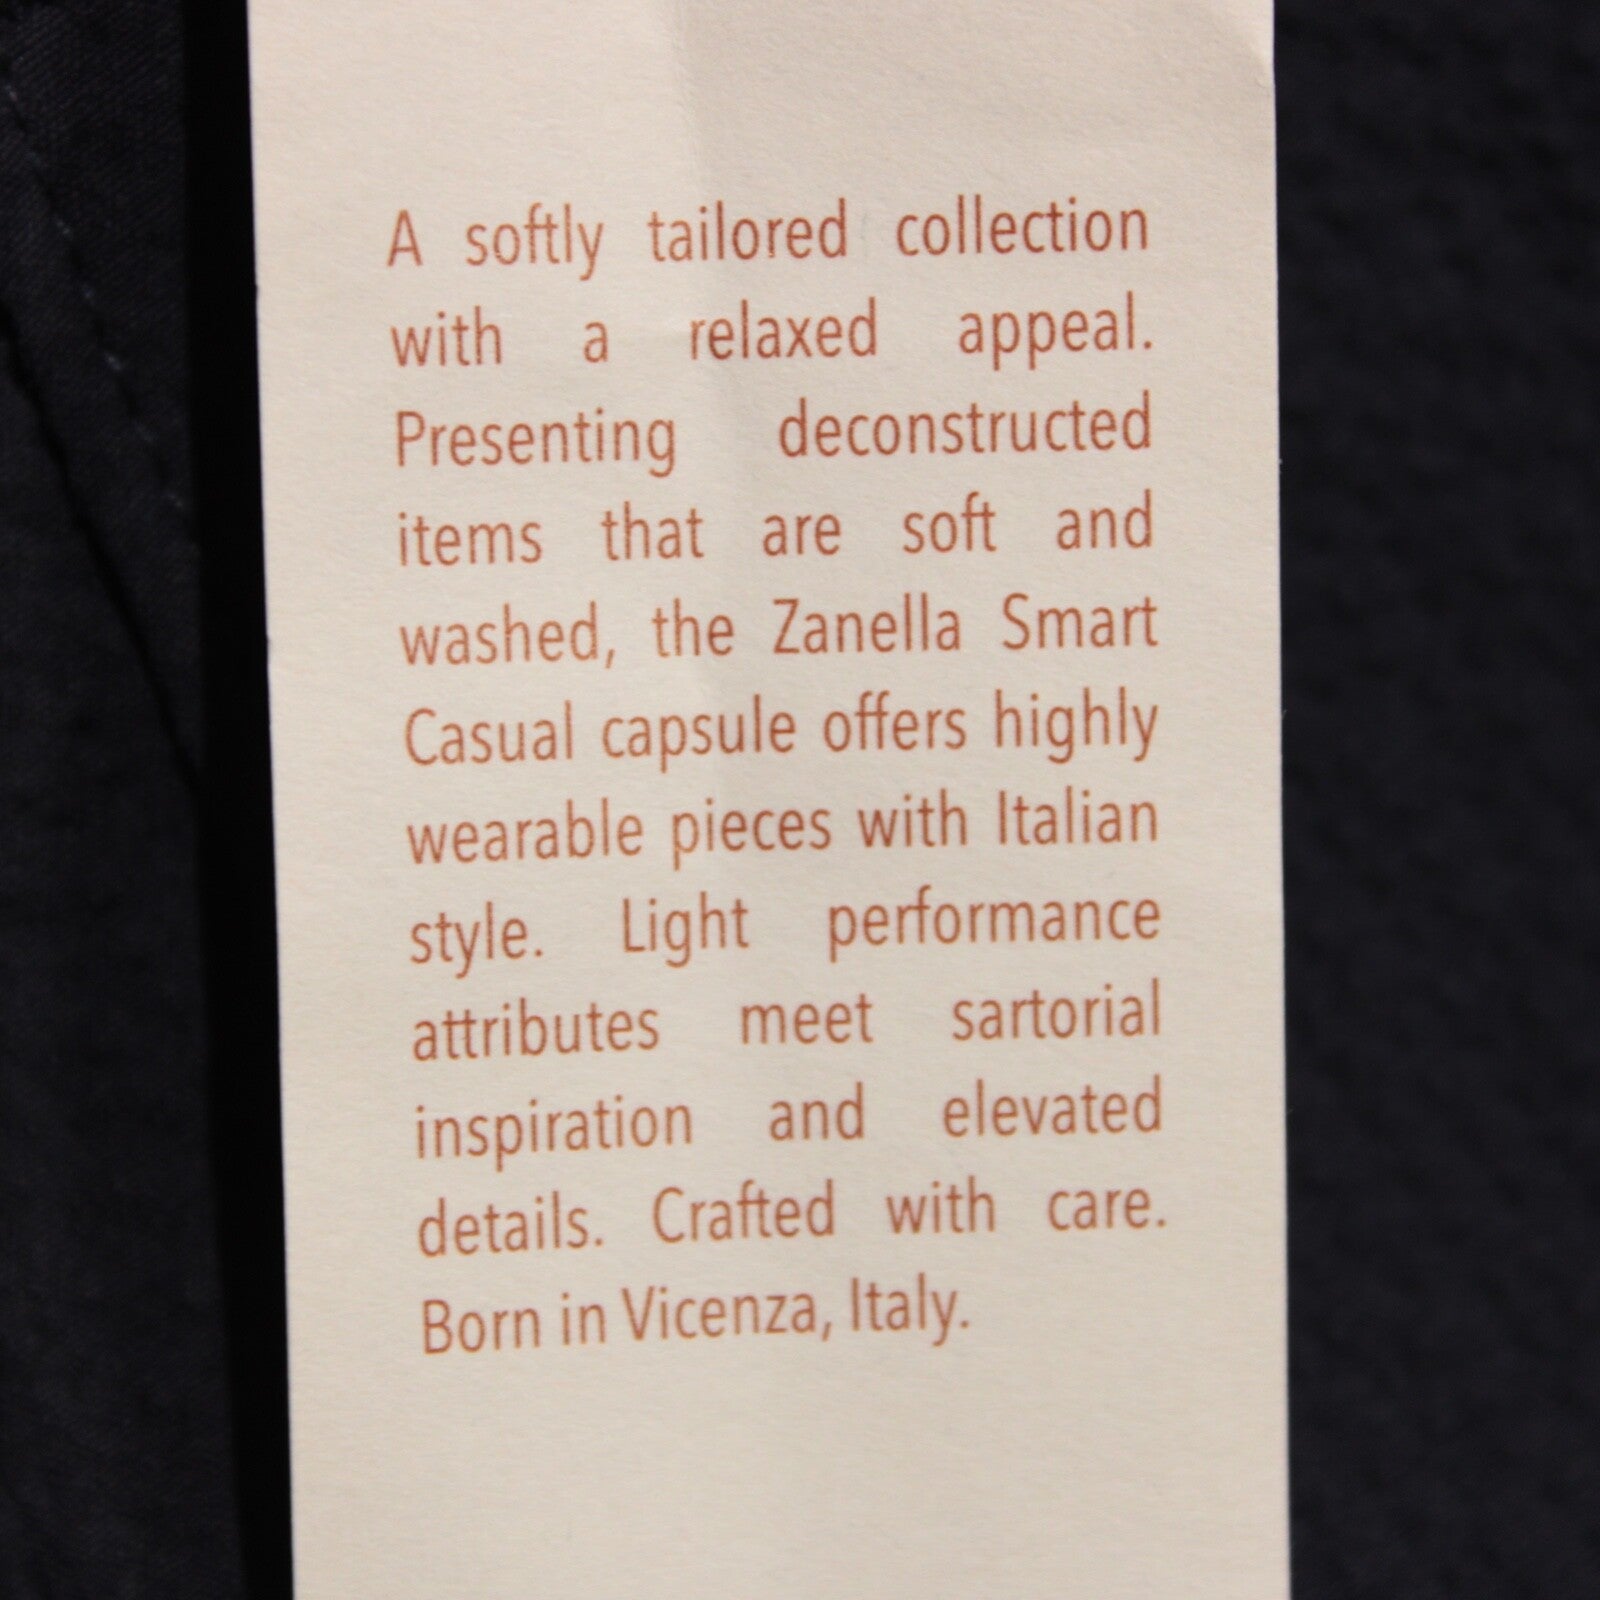 A softly tailored collection
with a relaxed appeal.
Presenting deconstructed
items that are soft and
washed, the Zanella Smart
Casual capsule offers highly
wearable pieces with Italian
style. Light performance
attributes meet sartorial
inspiration and elevated
details. Crafted with care.
Born in Vicenza, Italy.